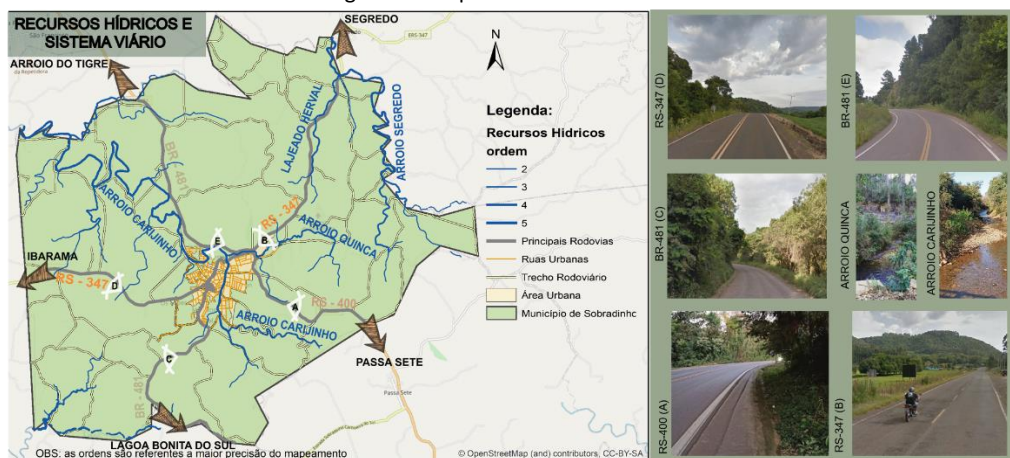 RECURSOS HÍDRICOS E
SISTEMA VIÁRIO
SEGREDO
ERS-347
ARROIO DO TIGRE
N
LAJEADO HERVAL
ARROIO SEGREDO
BR - 481
ARROIO CARIJINHO
RS - 347
ARROIO QUINCA
E
B
IBARAMA
RS - 347
D
A
RS - 400
ARROIO CARIJINHO
C
PASSA SETE
Passa Sete
BR - 481
LAGOA BONITA DO SUL
OBS: as ordens são referentes a maior precisão do mapeamento
© OpenStreetMap (and) contributors, CC-BY-SA
Legenda:
Recursos Hídricos
ordem
2
3
4
5
Principais Rodovias
Ruas Urbanas
Trecho Rodoviário
Área Urbana
Município de Sobradinho
RS-347 (D)
BR-481 (E)
BR-481 (C)
ARROIO QUINCA
ARROIO CARIJINHO
RS-400 (A)
RS-347 (B)